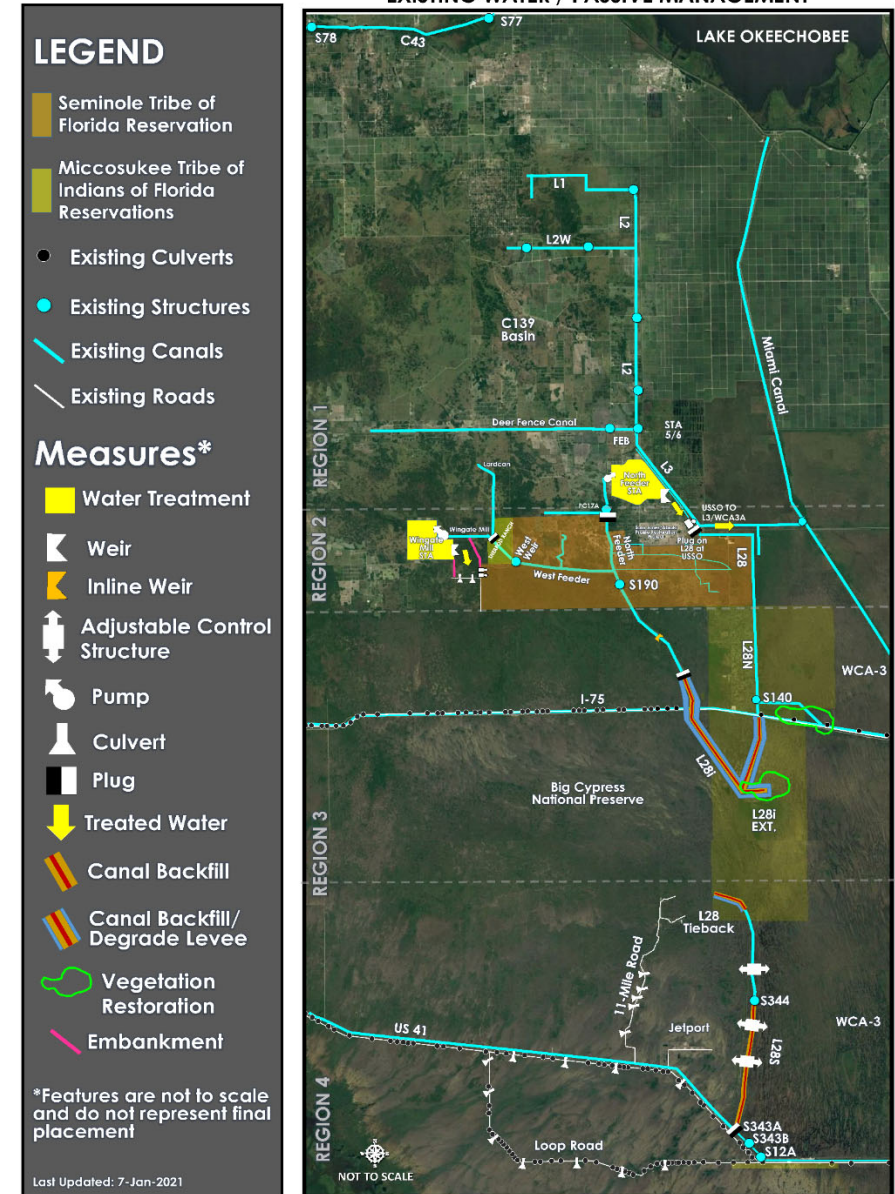 EXISTING WATER / PASSIVE MANAGEMENT
LEGEND
Seminole Tribe of
Florida Reservation
Miccosukee Tribe of
Indians of Florida
Reservations
Existing Culverts
Existing Structures
Existing Canals
Existing Roads
Measures*
Water Treatment
Weir
Inline Weir
Adjustable Control
Structure
Pump
Culvert
Plug
Treated Water
Canal Backfill
Canal Backfill/
Degrade Levee
Vegetation
Restoration
Embankment
*Features are not to scale
and do not represent final
placement
Last Updated: 7-Jan-2021
S78
C43
S77
LAKE OKEECHOBEE
L1
L2
L2W
C139
Basin
L2
Miami Canal
REGION 1
Deer Fence Canal
FEB
STA
5/6
L3
Lardcan
North
Feeder
STA
USSO TO
L3/WCA3A
PC17A
REGION 2
Wingate Mill
Wingate
Mill
STA
West
Weir
North
Feeder
Plug on
L28 at
USSO
L28
West Feeder
S190
L28N
WCA-3
S140
I-75
L28i
Big Cypress
National Preserve
L28i
EXT.
REGION 3
L28
Tieback
11-Mile Road
S344
WCA-3
US 41
Jetport
L28S
REGION 4
S343A
S343B
S12A
Loop Road
NOT TO SCALE